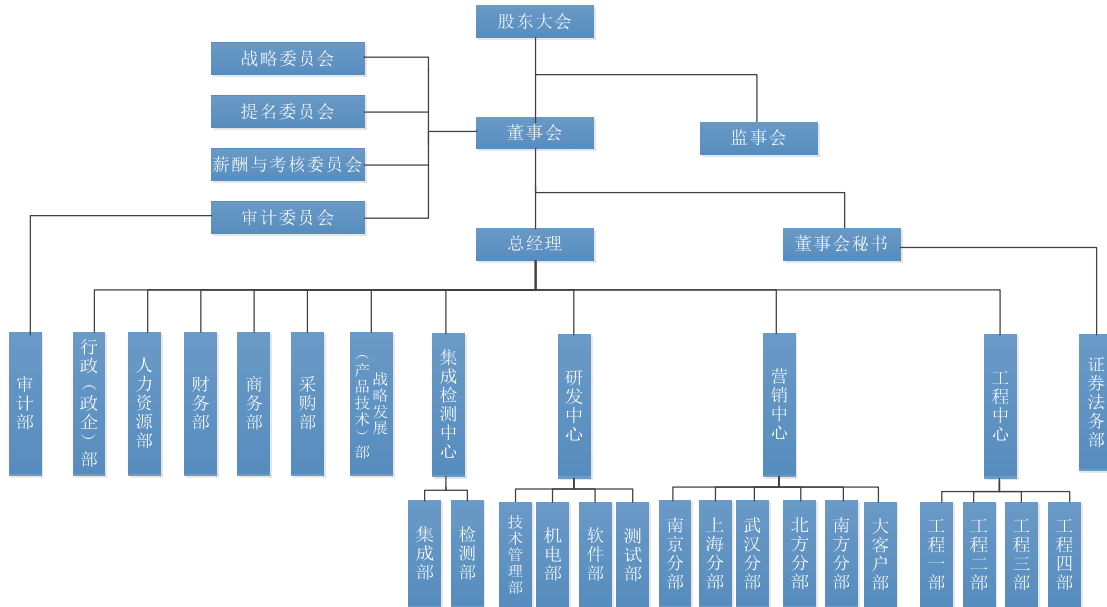 股东大会
战略委员会
提名委员会
董事会
监事会
薪酬与考核委员会
审计委员会
总经理
董事会秘书
审计部
行政（政企）部
人力资源部
财务部
商务部
采购部
战略发展
（产品技术）部
集成检测中心
研发中心
营销中心
工程中心
证券法务部
集成部
检测部
技术管理部
机电部
软件部
测试部
南京分部
上海分部
武汉分部
北方分部
南方分部
大客户部
工程一部
工程二部
工程三部
工程四部